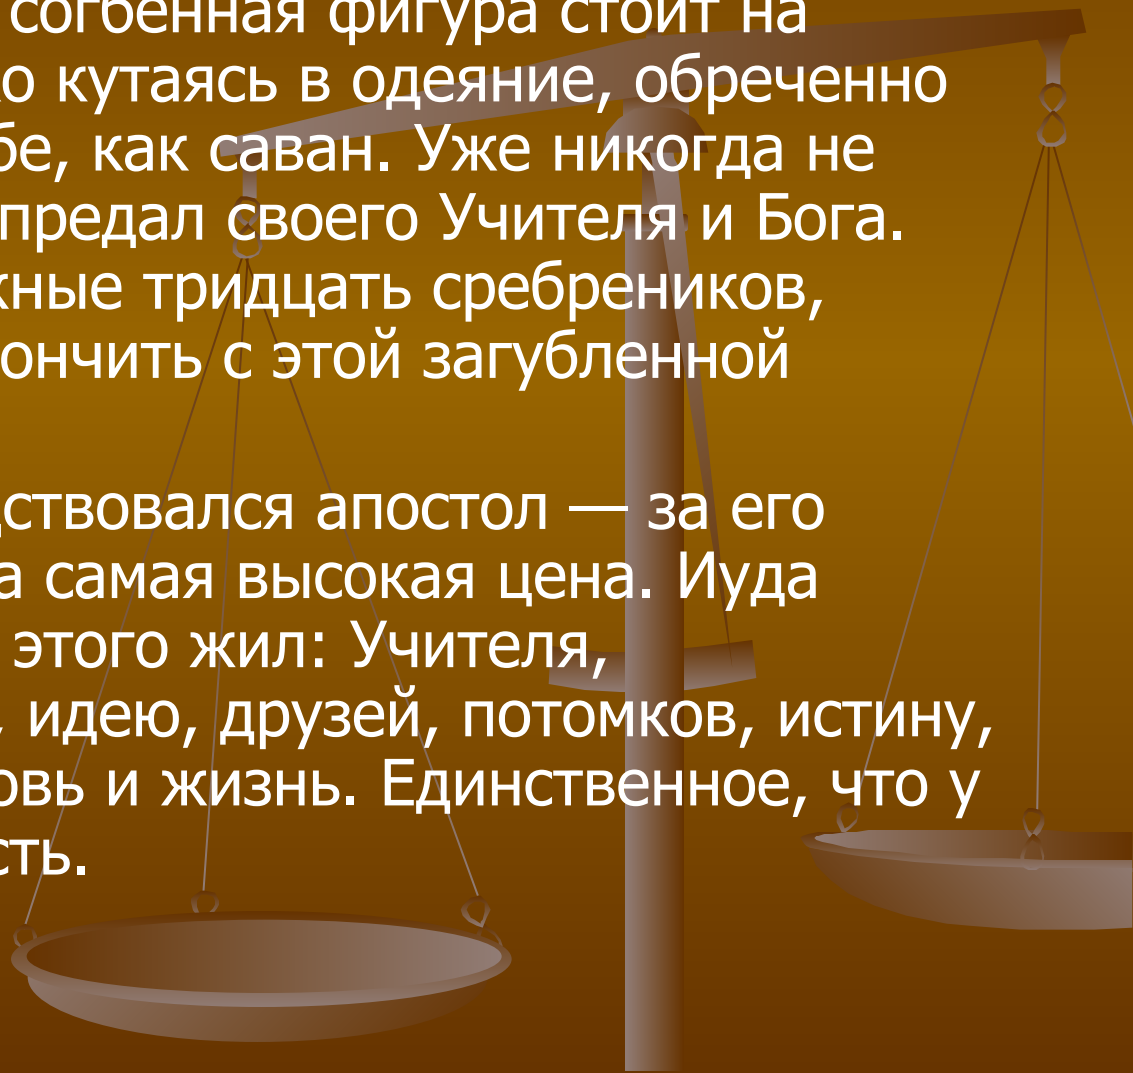 согбенная фигура стоит на
о кутаясь в одеяние, обреченно
бе, как саван. Уже никогда не
предал своего Учителя и Бога.
жные тридцать сребреников,
ончить с этой загубленной
дствовался апостол — за его
а самая высокая цена. Иуда
этого жил: Учителя,
, идею, друзей, потомков, истину,
овь и жизнь. Единственное, что у
сть.